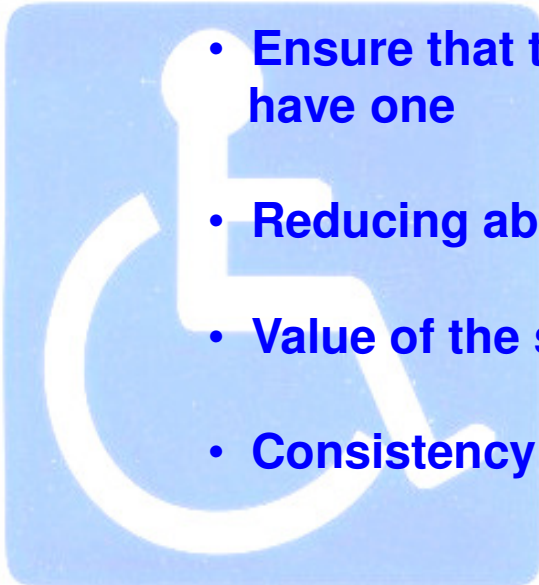 • Ensure that t
have one
• Reducing ab
• Value of the s
• Consistency